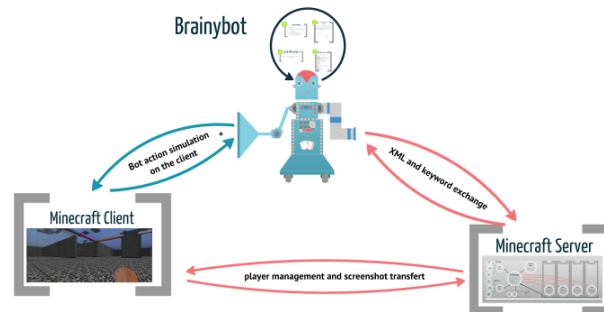 Brainybot
Bot action simulation
on the client
XML and keyword exchange
Minecraft Client
Minecraft Server
player management and screenshot transfert